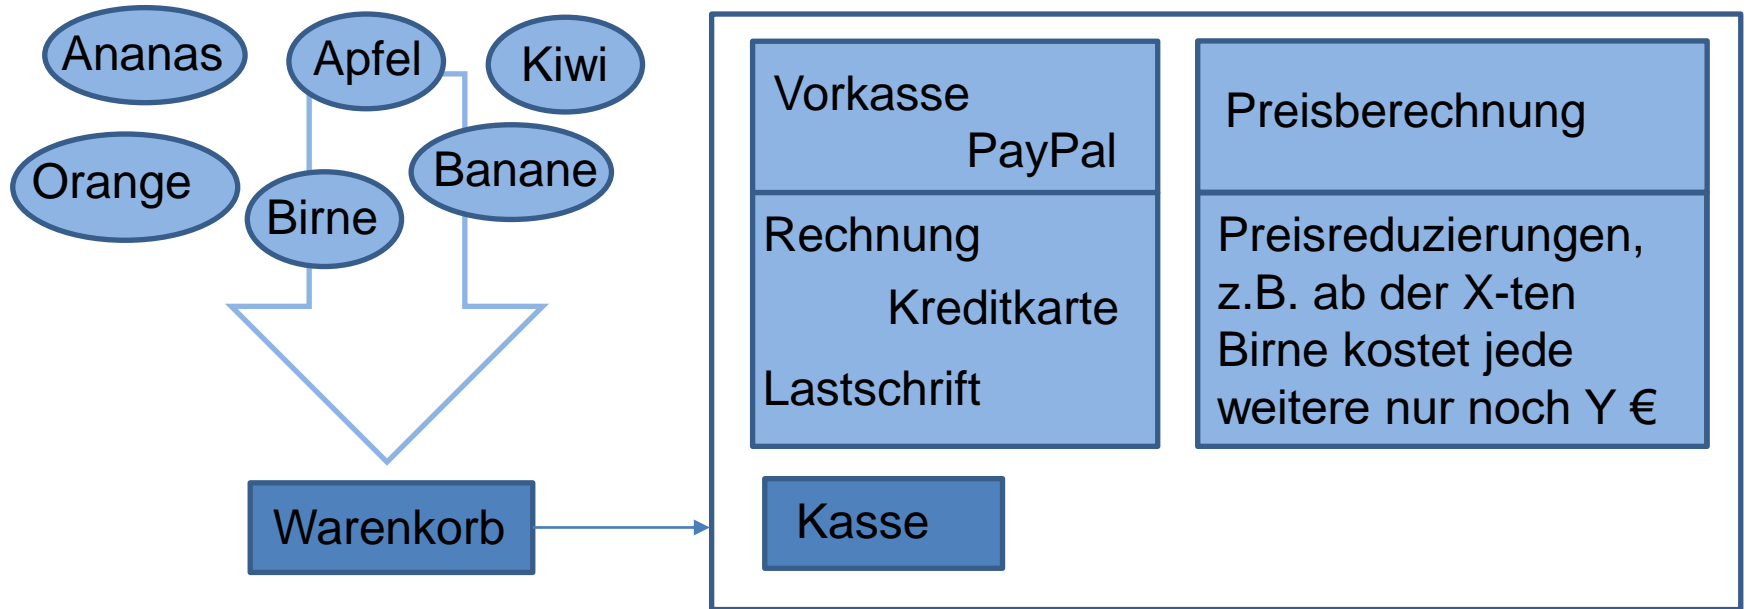 Ananas
Apfel
Kiwi
Orange
Birne
Banane
Warenkorb
Vorkasse
PayPal
Rechnung
Kreditkarte
Lastschrift
Preisberechnung
Preisreduzierungen,
z.B. ab der X-ten
Birne kostet jede
weitere nur noch Y €
Kasse